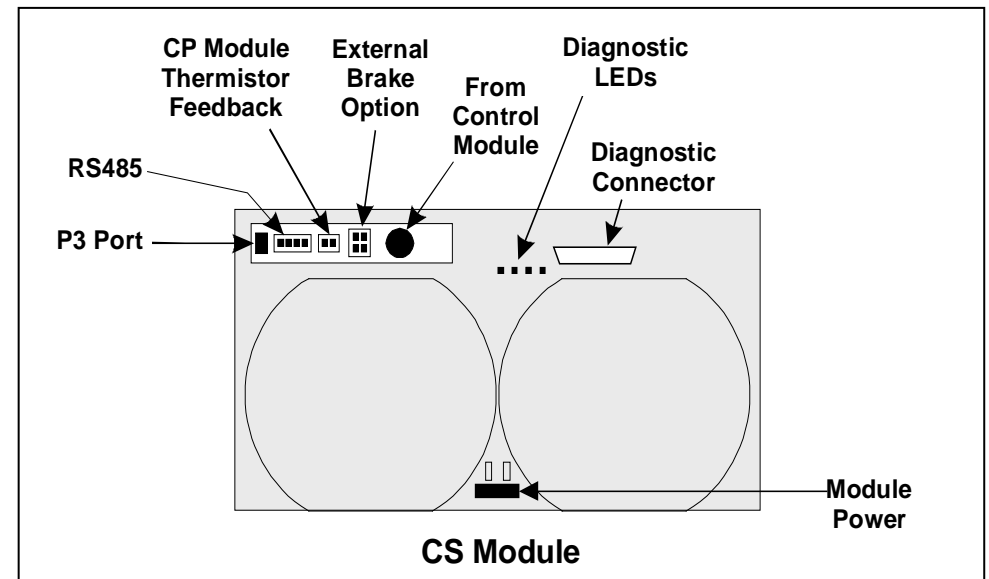 CP Module
Thermistor
Feedback
External
Brake
Option
From
Control
Module
Diagnostic
LEDs
Diagnostic
Connector
RS485
P3 Port
Module
Power
CS Module